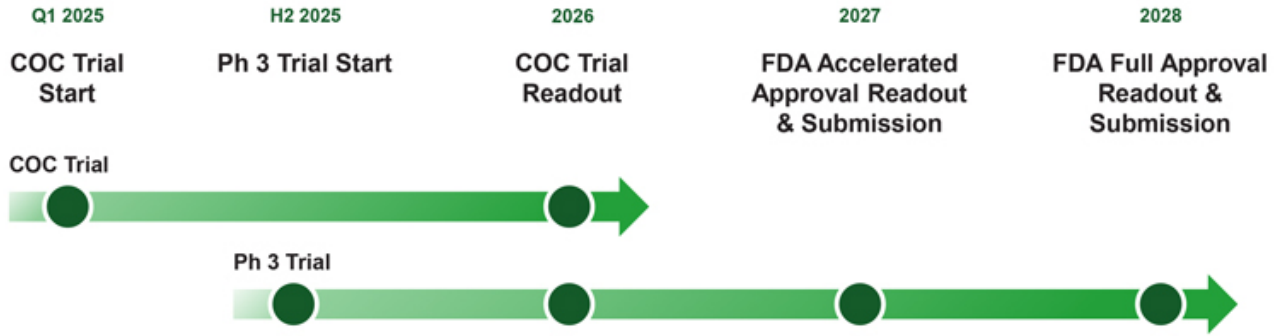 Q1 2025
H2 2025
2026
2027
2028
COC Trial
Start
Ph 3 Trial Start
COC Trial
Readout
FDA Accelerated
Approval Readout
& Submission
FDA Full Approval
Readout &
Submission
COC Trial
Ph 3 Trial